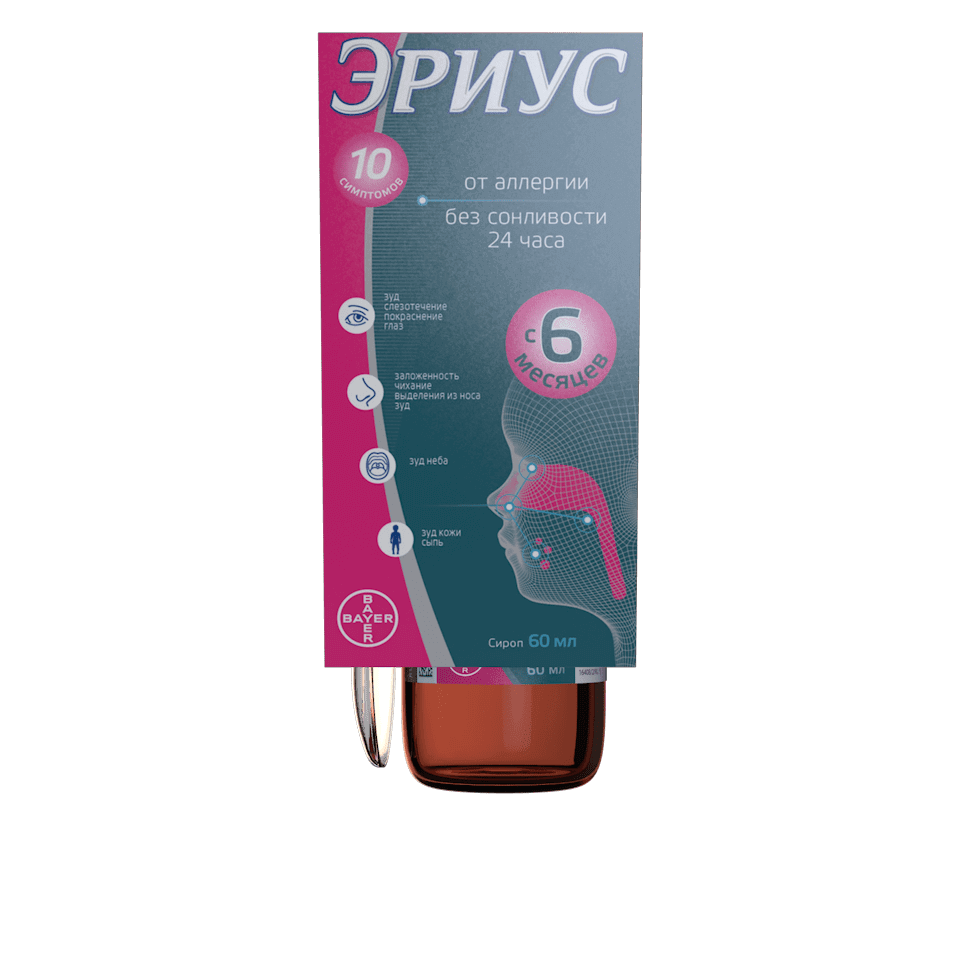 ЭРИУС
10
СИМПТОМОВ
от аллергии
без сонливости
24 часа
зуд
слезотечение
покраснение
глаз
с 6
месяцев
заложенность
чихание
выделения из носа
зуд
зуд неба
зуд кожи
сыпь
BAYER
BAYER
Сироп 60 мл
60 мл